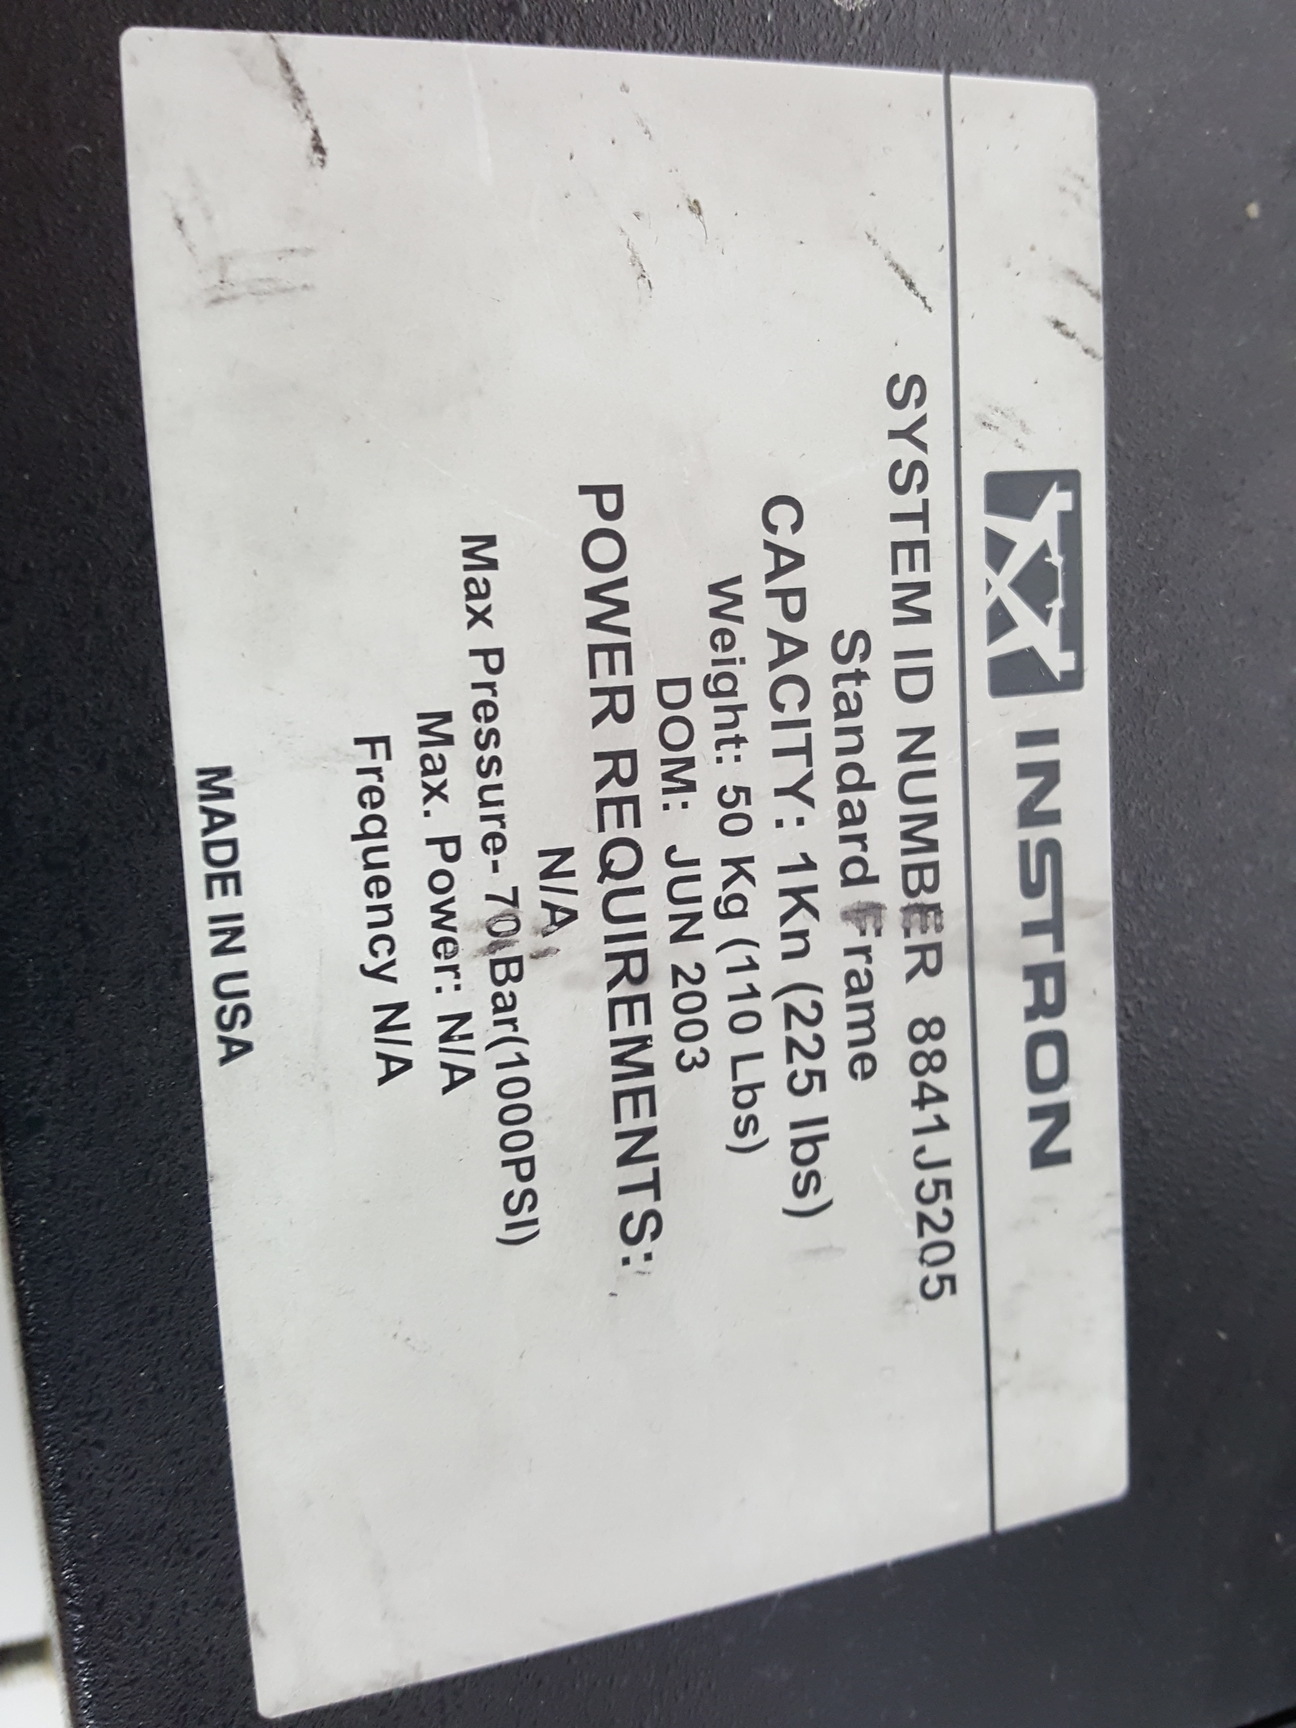 INSTRON
SYSTEM ID NUMBER 8841J5205
Standard Frame
CAPACITY: 1Kn (225 lbs)
Weight: 50 Kg (110 Lbs)
DOM: JUN 2003
POWER REQUIREMENTS:
N/A
Max Pressure- 70 Bar(1000PSI)
Max. Power: N/A
Frequency N/A
MADE IN USA